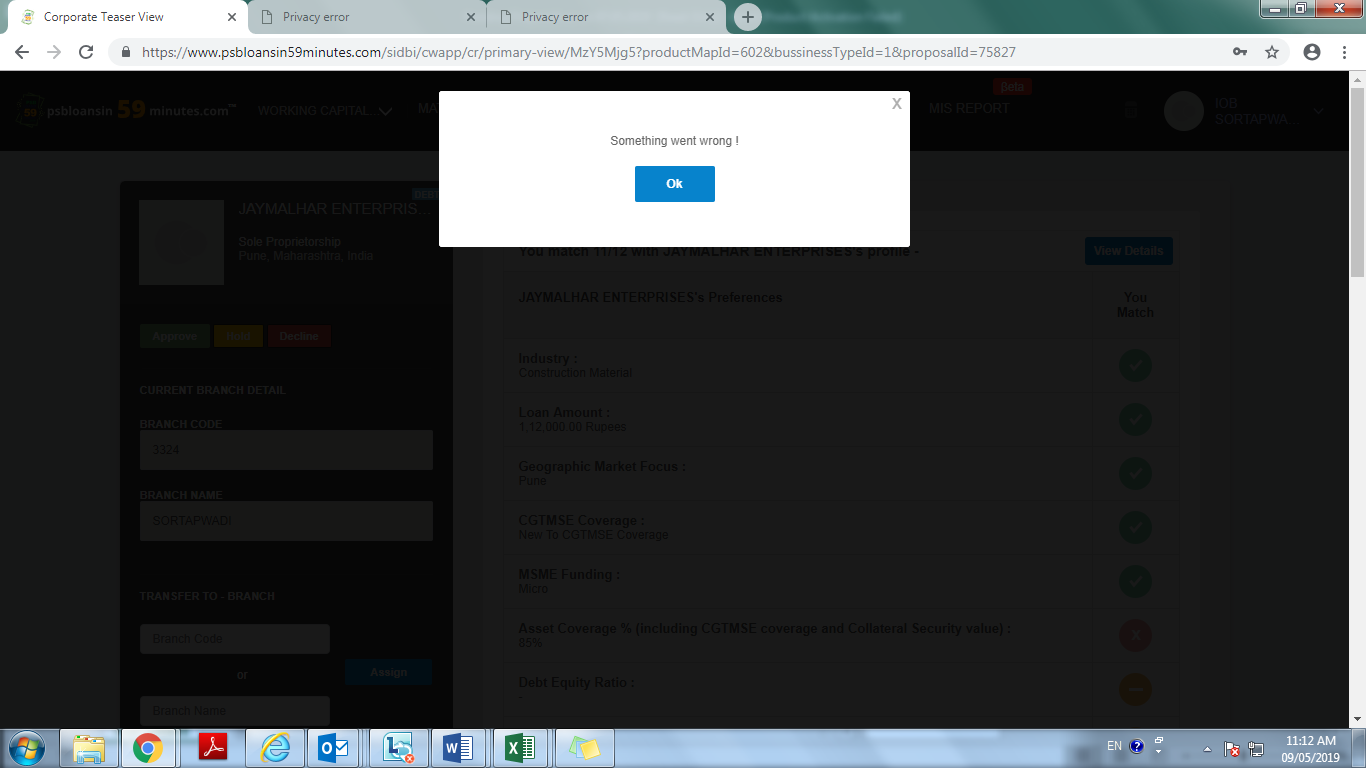 Corporate Teaser View
Privacy error
Privacy error
https://www.psbloansin59minutes.com/sidbi/cwapp/cr/primary-view/MzY5Mjg5?productMapId=602&bussinessTypeId=1&proposalId=75827
psbloansin 59 minutes.com™
WORKING CAPITAL...
MA
MIS REPORT
Beta
IOB
SORTAPWA...
X
Something went wrong !
Ok
JAYMALHAR ENTERPRIS...
Sole Proprietorship
Pune, Maharashtra, India
Approve Hold Decline
CURRENT BRANCH DETAIL
BRANCH CODE
3324
BRANCH NAME
SORTAPWADI
TRANSFER TO - BRANCH
Branch Code
or
Assign
Branch Name
You match 11/12 with JAYMALHAR ENTERPRISES's profile -
View Details
JAYMALHAR ENTERPRISES's Preferences
You
Match
Industry :
Construction Material
Loan Amount :
1,12,000.00 Rupees
Geographic Market Focus :
Pune
CGTMSE Coverage :
New To CGTMSE Coverage
MSME Funding :
Micro
Asset Coverage % (including CGTMSE coverage and Collateral Security value) :
85%
X
Debt Equity Ratio :
-
EN
11:12 AM
09/05/2019